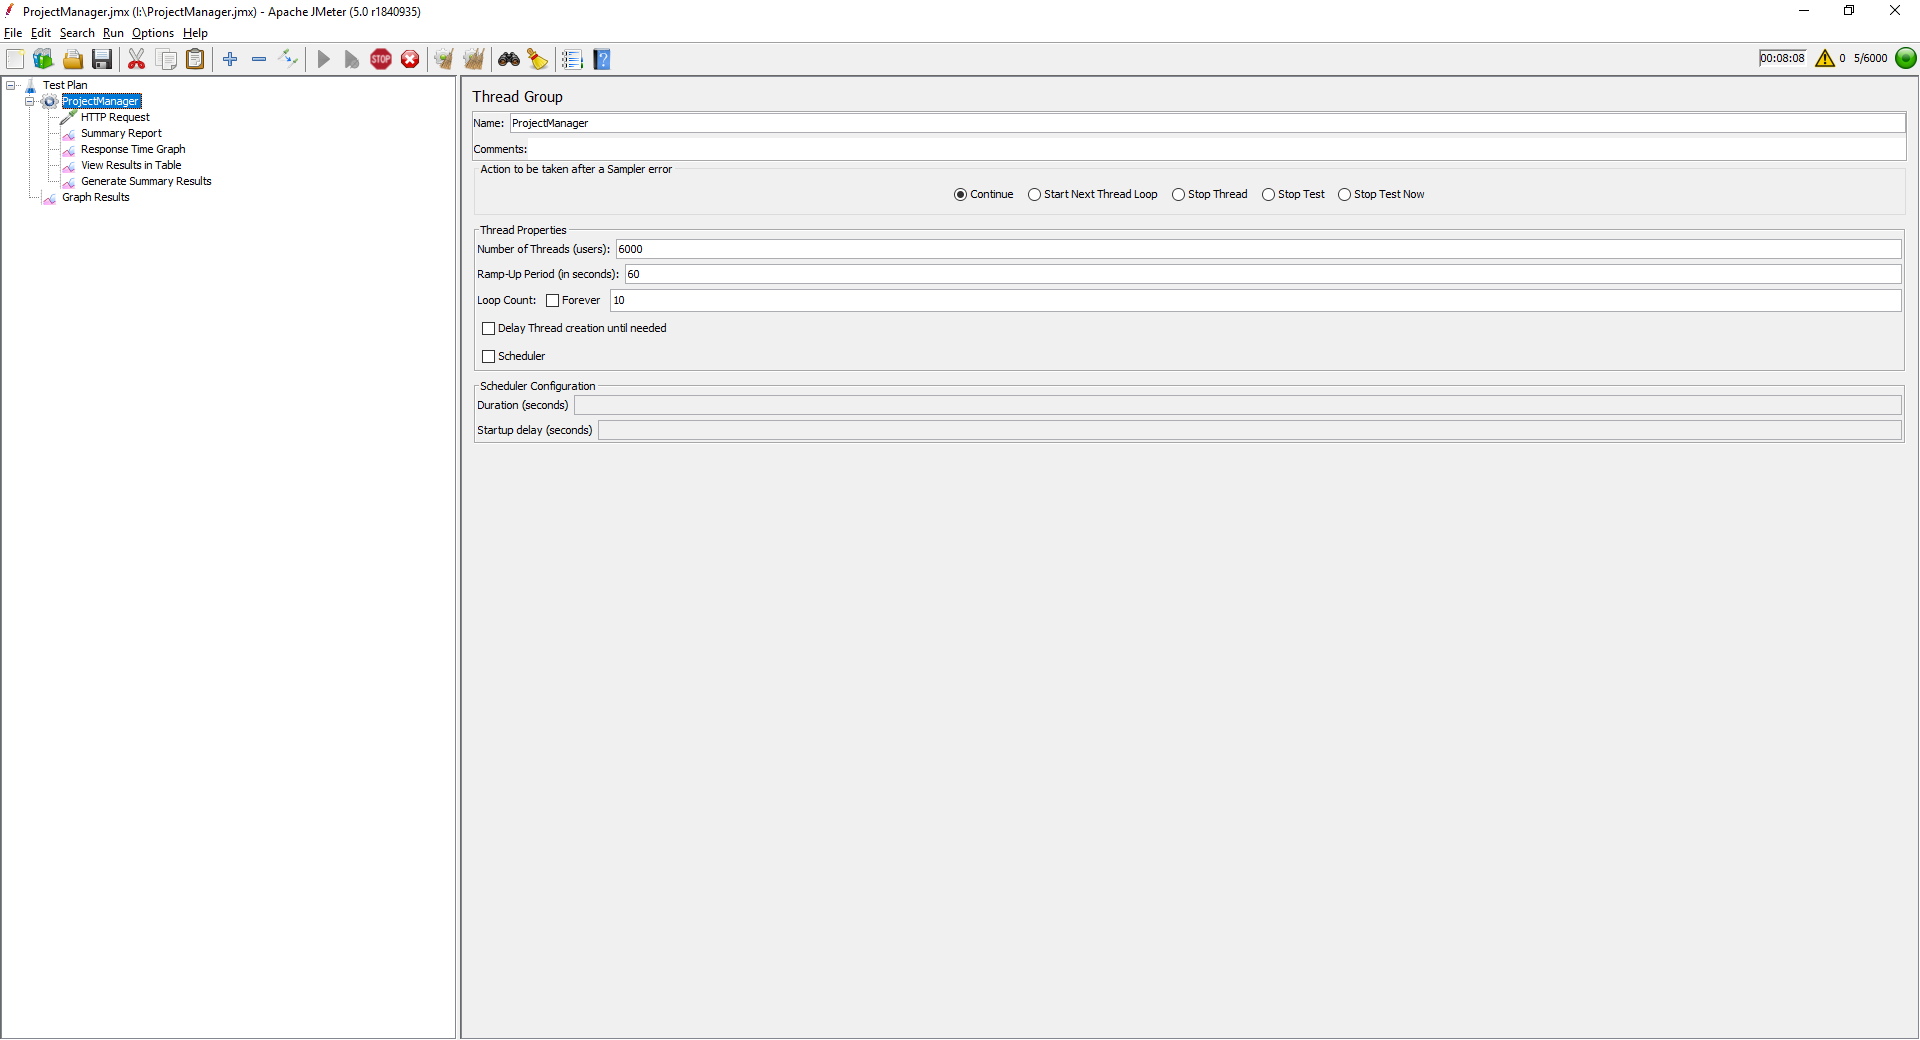 ProjectManager.jmx (I:\ProjectManager.jmx) - Apache JMeter (5.0 r1840935)
File Edit Search Run Options Help
STOP
?
00:08:08 ! 0 5/6000
Test Plan
ProjectManager
HTTP Request
Summary Report
Response Time Graph
View Results in Table
Generate Summary Results
Graph Results
Thread Group
Name: ProjectManager
Comments:
Action to be taken after a Sampler error
Continue Start Next Thread Loop Stop Thread Stop Test Stop Test Now
Thread Properties
Number of Threads (users): 6000
Ramp-Up Period (in seconds): 60
Loop Count: Forever 10
Delay Thread creation until needed
Scheduler
Scheduler Configuration
Duration (seconds)
Startup delay (seconds)